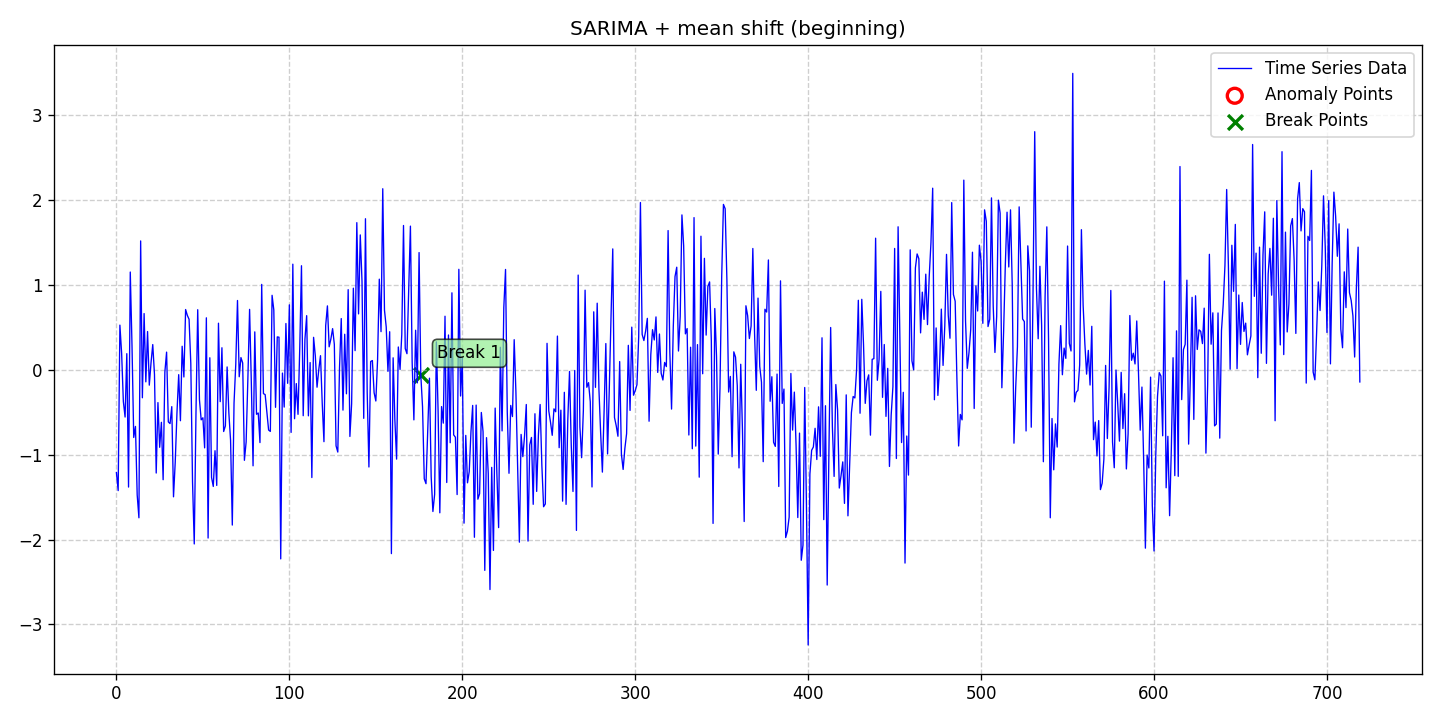 SARIMA + mean shift (beginning)
Time Series Data
Anomaly Points
Break Points
3
2
1
0
−1
−2
−3
Break 1
0 100 200 300 400 500 600 700